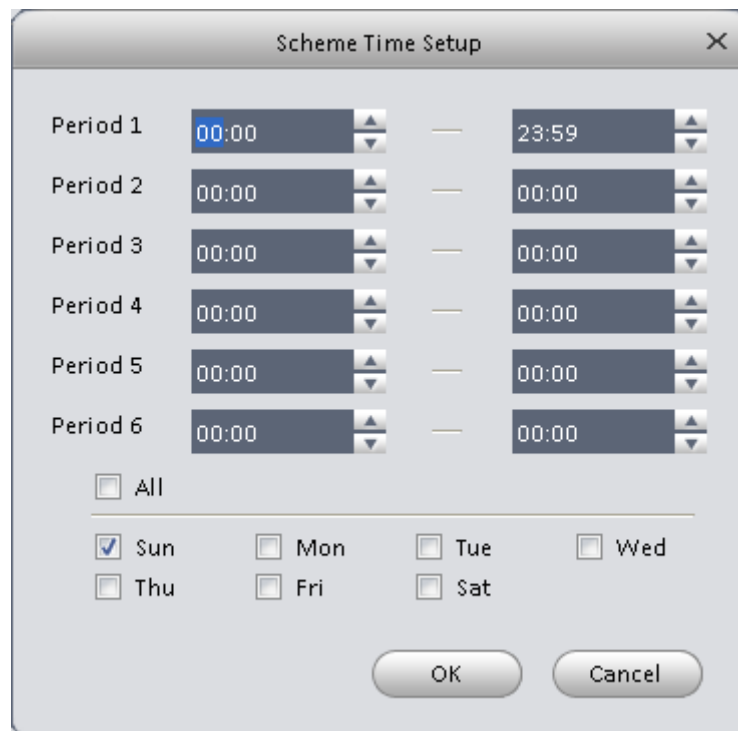 Scheme Time Setup
Period 1 00:00 — 23:59
Period 2 00:00 — 00:00
Period 3 00:00 — 00:00
Period 4 00:00 — 00:00
Period 5 00:00 — 00:00
Period 6 00:00 — 00:00
All
Sun Mon Tue Wed
Thu Fri Sat
OK Cancel